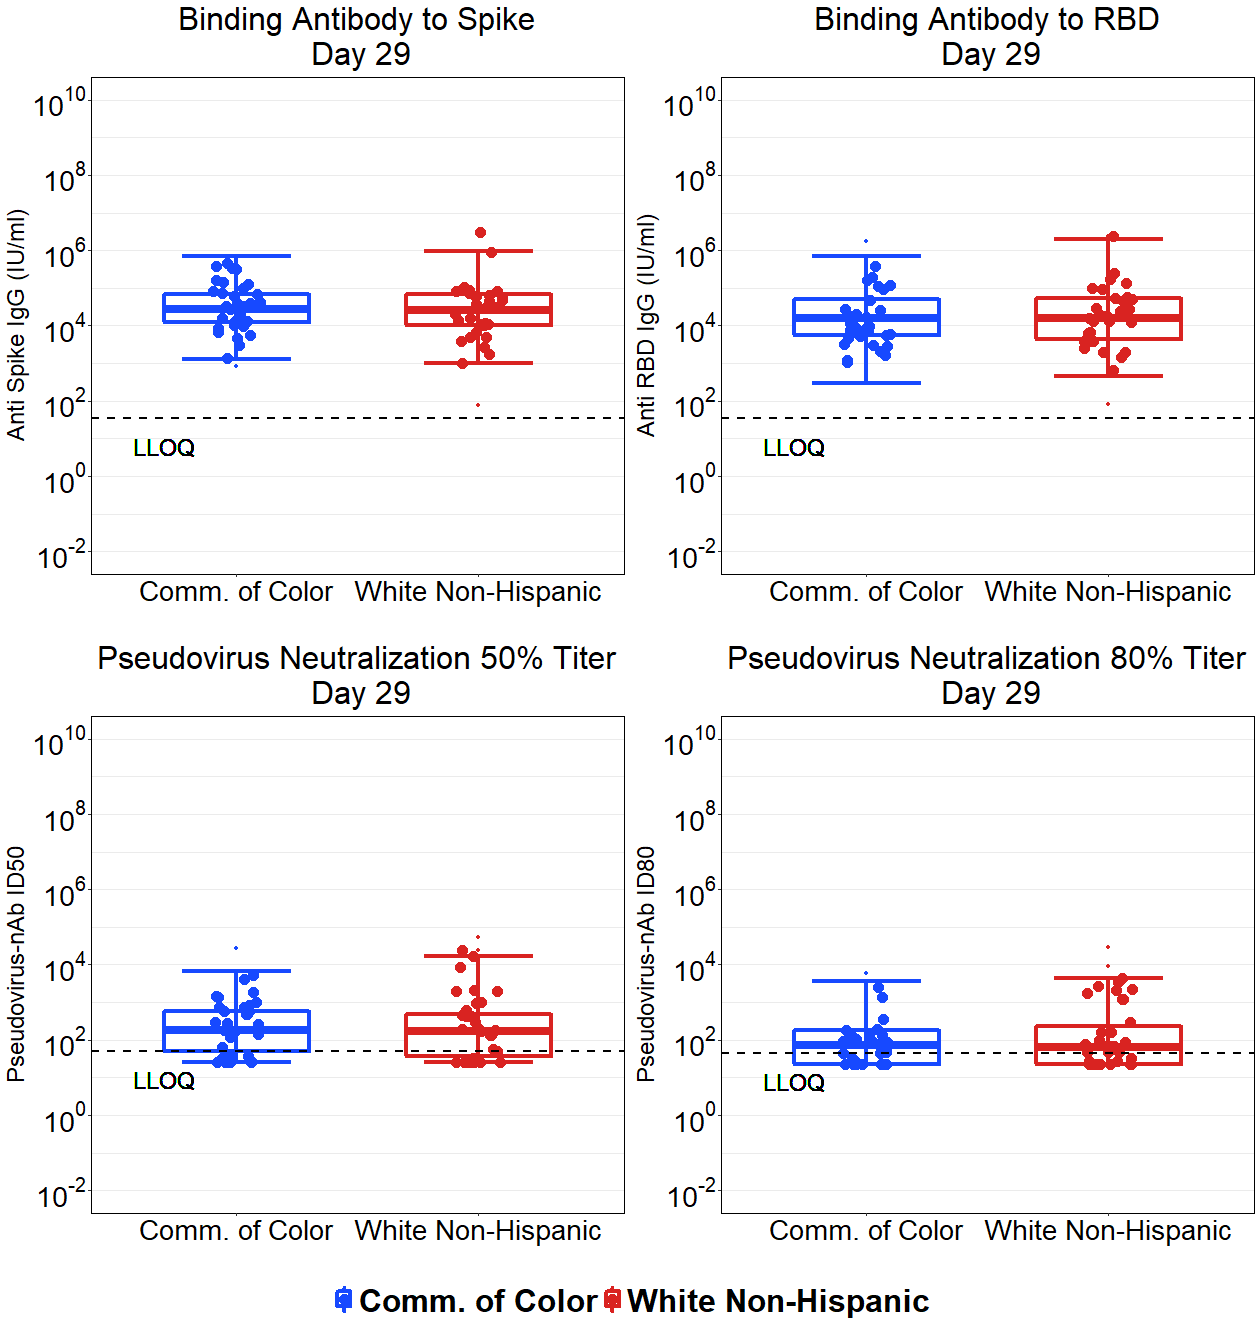 Binding Antibody to Spike
Day 29
Anti Spike IgG (IU/ml)
10^10
10^8
10^6
10^4
10^2
10^0
10^-2
LLOQ
Comm. of Color White Non-Hispanic
Binding Antibody to RBD
Day 29
Anti RBD IgG (IU/ml)
10^10
10^8
10^6
10^4
10^2
10^0
10^-2
LLOQ
Comm. of Color White Non-Hispanic
Pseudovirus Neutralization 50% Titer
Day 29
Pseudovirus-nAb ID50
10^10
10^8
10^6
10^4
10^2
10^0
10^-2
LLOQ
Comm. of Color White Non-Hispanic
Pseudovirus Neutralization 80% Titer
Day 29
Pseudovirus-nAb ID80
10^10
10^8
10^6
10^4
10^2
10^0
10^-2
LLOQ
Comm. of Color White Non-Hispanic
Comm. of Color White Non-Hispanic